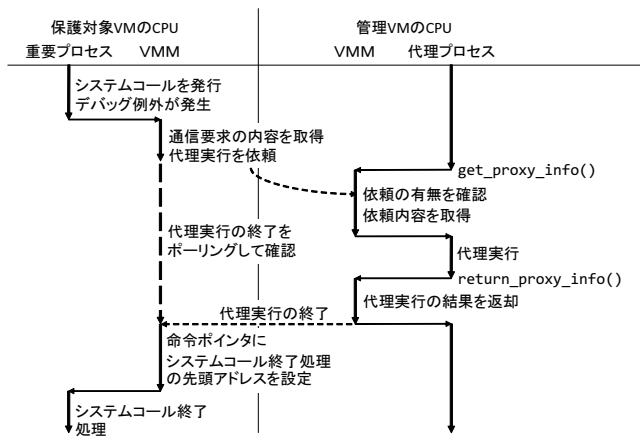 保護対象VMのCPU
管理VMのCPU
重要プロセス
VMM
VMM
代理プロセス
システムコールを発行
デバッグ例外が発生
通信要求の内容を取得
代理実行を依頼
get_proxy_info()
依頼の有無を確認
依頼内容を取得
代理実行の終了を
ポーリングして確認
代理実行
return_proxy_info()
代理実行の結果を返却
代理実行の終了
命令ポインタに
システムコール終了処理
の先頭アドレスを設定
システムコール終了
処理